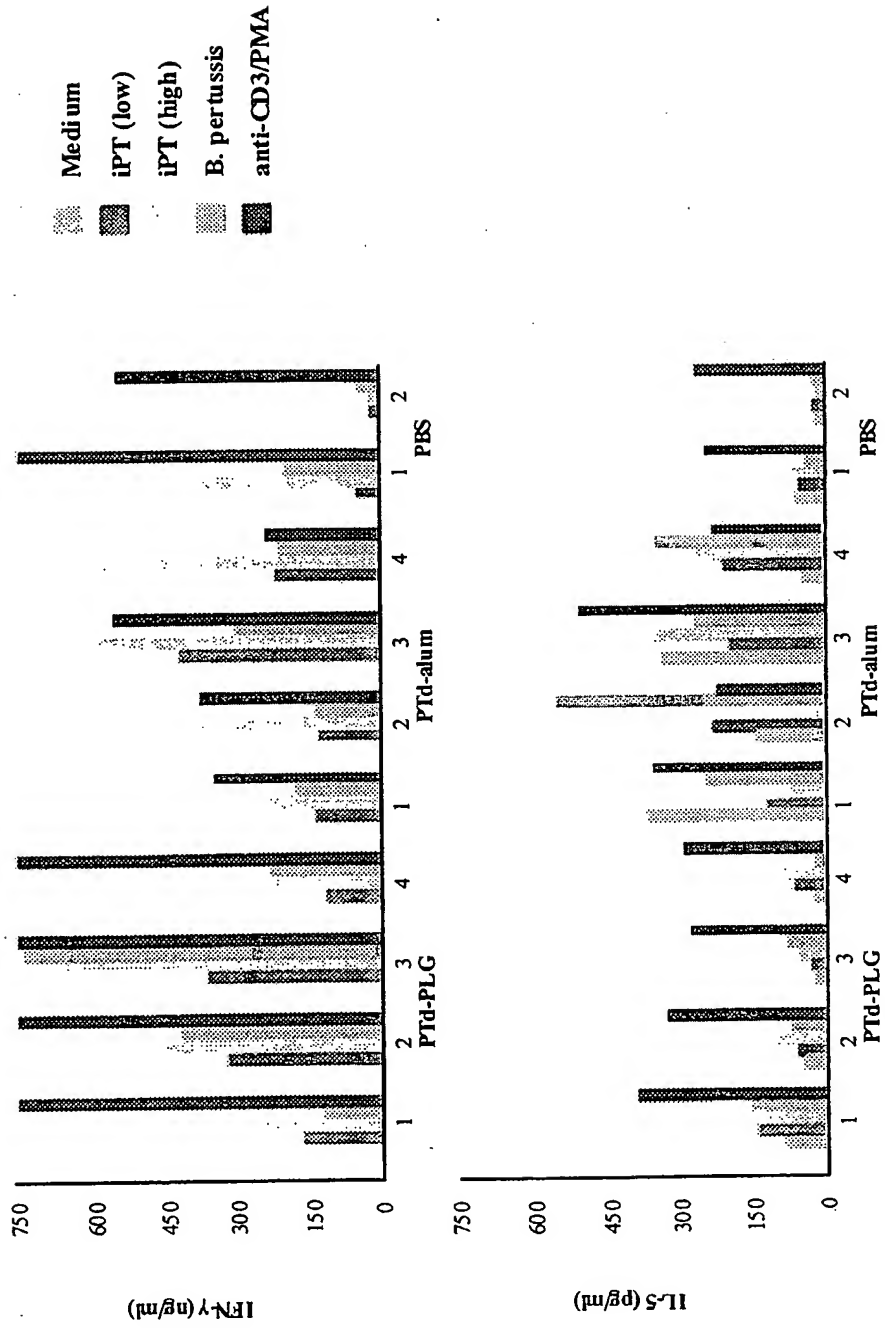 Medium
iPT (low)
iPT (high)
B. pertussis
anti-CD3/PMA
IFN-γ (ng/ml)
750
600
450
300
150
0
1 2 3 4 1 2 3 4 1 2
PTd-PLG PTd-alum PBS
IL-5 (pg/ml)
750
600
450
300
150
.0
1 2 3 4 1 2 3 4 1 2
PTd-PLG PTd-alum PBS